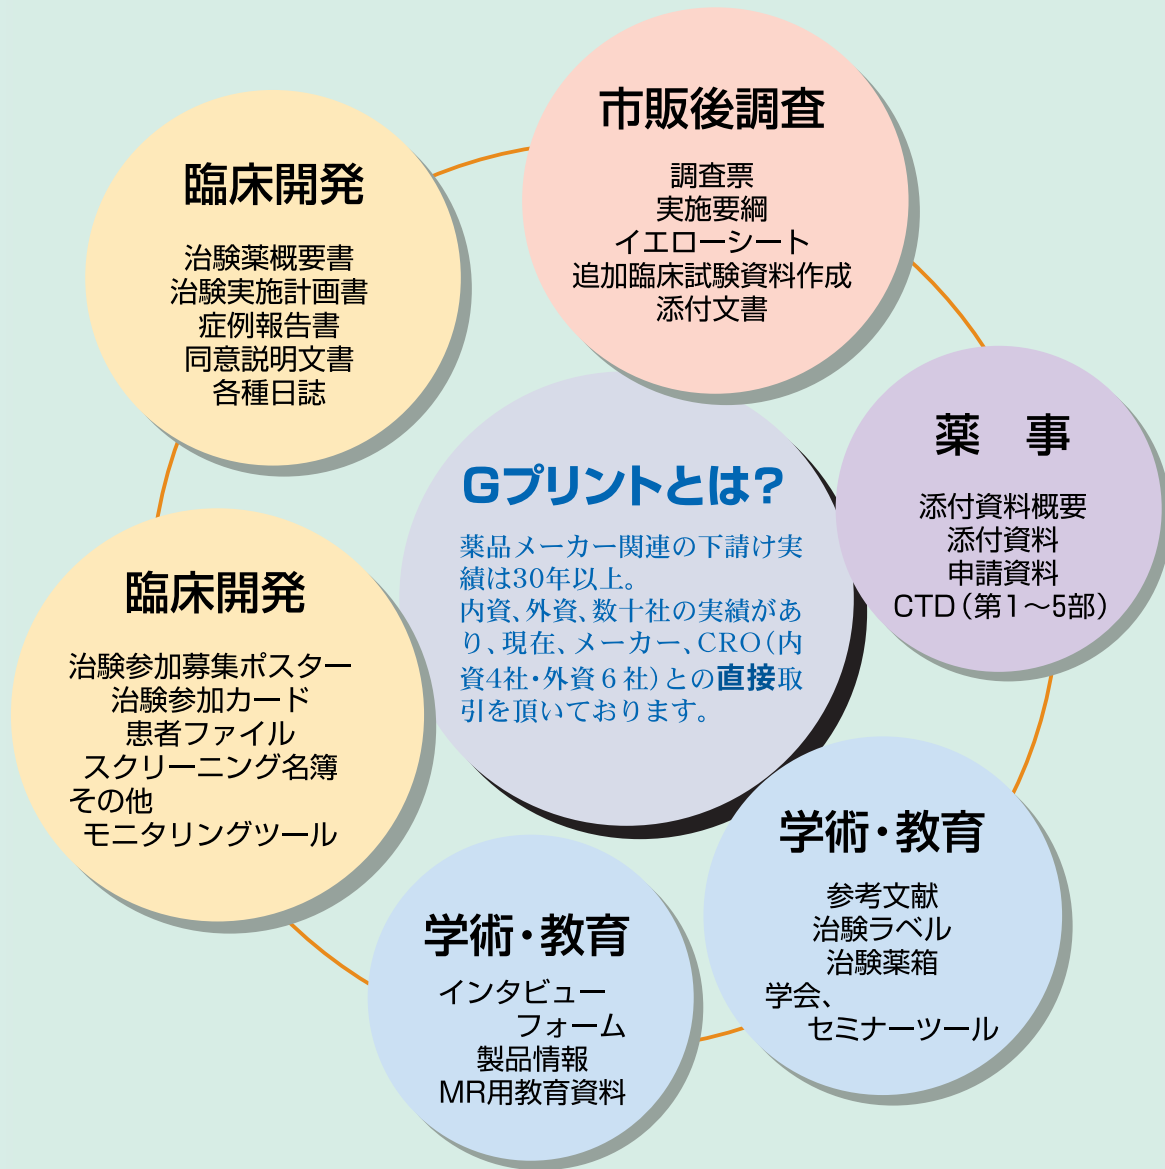 市販後調査
調査票
実施要綱
イエローシート
追加臨床試験資料作成
添付文書
臨床開発
治験薬概要書
治験実施計画書
症例報告書
同意説明文書
各種日誌
薬　事
添付資料概要
添付資料
申請資料
CTD（第1～5部）
Gプリントとは？
薬品メーカー関連の下請け実
績は30年以上。
内資、外資、数十社の実績があ
り、現在、メーカー、CRO（内
資4社・外資６社）との直接取
引を頂いております。
臨床開発
治験参加募集ポスター
治験参加カード
患者ファイル
スクリーニング名簿
その他
モニタリングツール
学術・教育
参考文献
治験ラベル
治験薬箱
学会、
セミナーツール
学術・教育
インタビュー
フォーム
製品情報
MR用教育資料